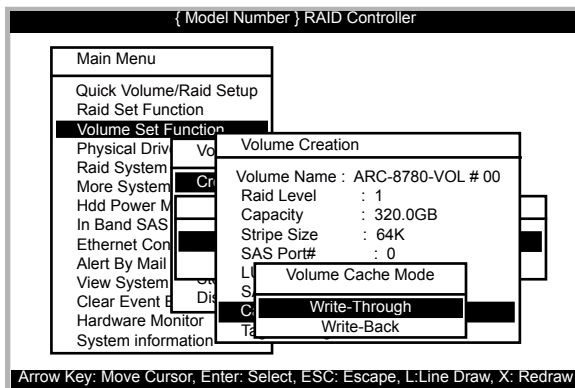 { Model Number } RAID Controller
Main Menu
Quick Volume/Raid Setup
Raid Set Function
Volume Set Function
Physical Driv
Raid System
More System
Hdd Power M
In Band SAS
Ethernet Con
Alert By Mail
View System
Clear Event
Hardware Monitor
System information
Vo
Cr
Dis
Volume Creation
Volume Name : ARC-8780-VOL # 00
Raid Level : 1
Capacity : 320.0GB
Stripe Size : 64K
SAS Port# : 0
LU
Volume Cache Mode
Write-Through
Write-Back
Arrow Key: Move Cursor, Enter: Select, ESC: Escape, L:Line Draw, X: Redraw